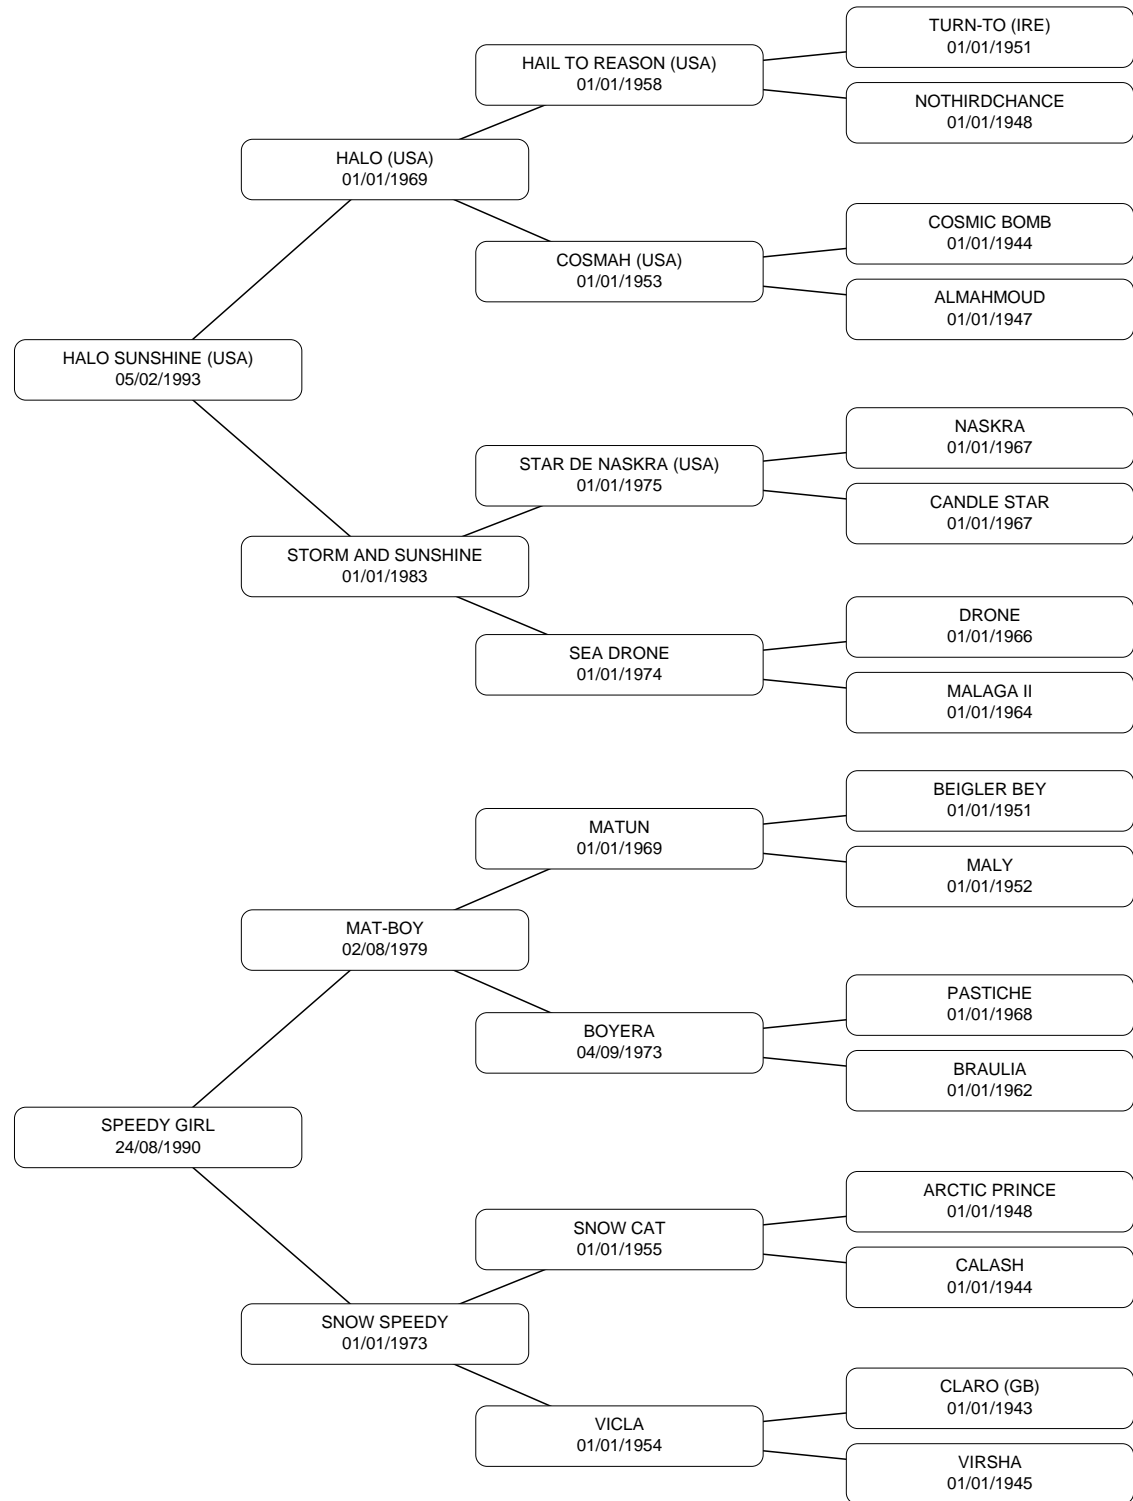 TURN-TO (IRE)
01/01/1951
HAIL TO REASON (USA)
01/01/1958
NOTHIRDCHANCE
01/01/1948
HALO (USA)
01/01/1969
COSMIC BOMB
01/01/1944
COSMAH (USA)
01/01/1953
ALMAHMOUD
01/01/1947
HALO SUNSHINE (USA)
05/02/1993
NASKRA
01/01/1967
STAR DE NASKRA (USA)
01/01/1975
CANDLE STAR
01/01/1967
STORM AND SUNSHINE
01/01/1983
DRONE
01/01/1966
SEA DRONE
01/01/1974
MALAGA II
01/01/1964
BEIGLER BEY
01/01/1951
MATUN
01/01/1969
MALY
01/01/1952
MAT-BOY
02/08/1979
PASTICHE
01/01/1968
BOYERA
04/09/1973
BRAULIA
01/01/1962
SPEEDY GIRL
24/08/1990
ARCTIC PRINCE
01/01/1948
SNOW CAT
01/01/1955
CALASH
01/01/1944
SNOW SPEEDY
01/01/1973
CLARO (GB)
01/01/1943
VICLA
01/01/1954
VIRSHA
01/01/1945